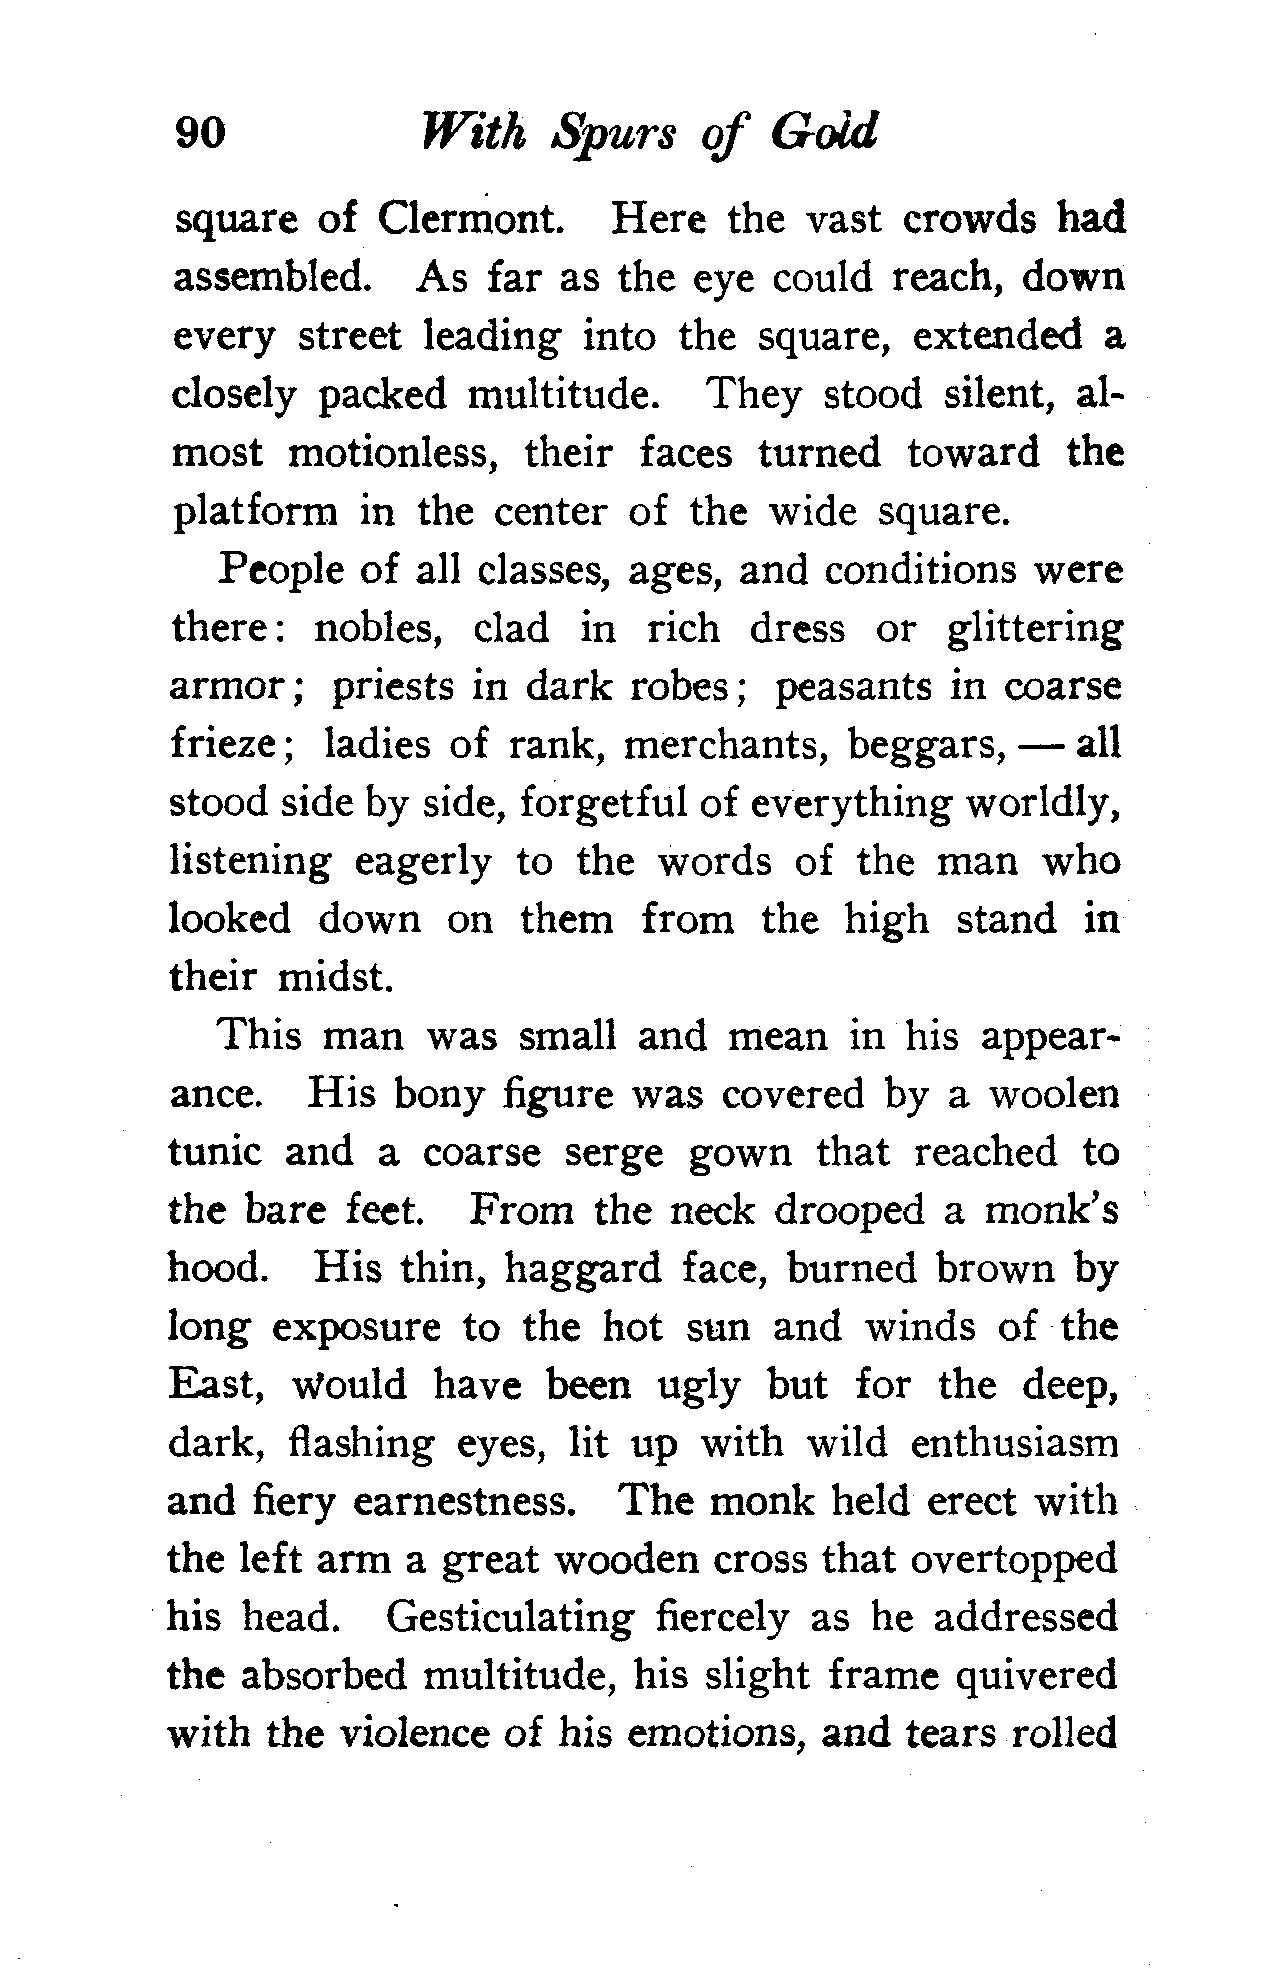 90 With Spurs of Gold
square of Clermont. Here the vast crowds had
assembled. As far as the eye could reach, down
every street leading into the square, extended a
closely packed multitude. They stood silent, al-
most motionless, their faces turned toward the
platform in the center of the wide square.
People of all classes, ages, and conditions were
there: nobles, clad in rich dress or glittering
armor; priests in dark robes; peasants in coarse
frieze; ladies of rank, merchants, beggars, — all
stood side by side, forgetful of everything worldly,
listening eagerly to the words of the man who
looked down on them from the high stand in
their midst.
This man was small and mean in his appear-
ance. His bony figure was covered by a woolen
tunic and a coarse serge gown that reached to
the bare feet. From the neck drooped a monk's
hood. His thin, haggard face, burned brown by
long exposure to the hot sun and winds of the
East, would have been ugly but for the deep,
dark, flashing eyes, lit up with wild enthusiasm
and fiery earnestness. The monk held erect with
the left arm a great wooden cross that overtopped
his head. Gesticulating fiercely as he addressed
the absorbed multitude, his slight frame quivered
with the violence of his emotions, and tears rolled